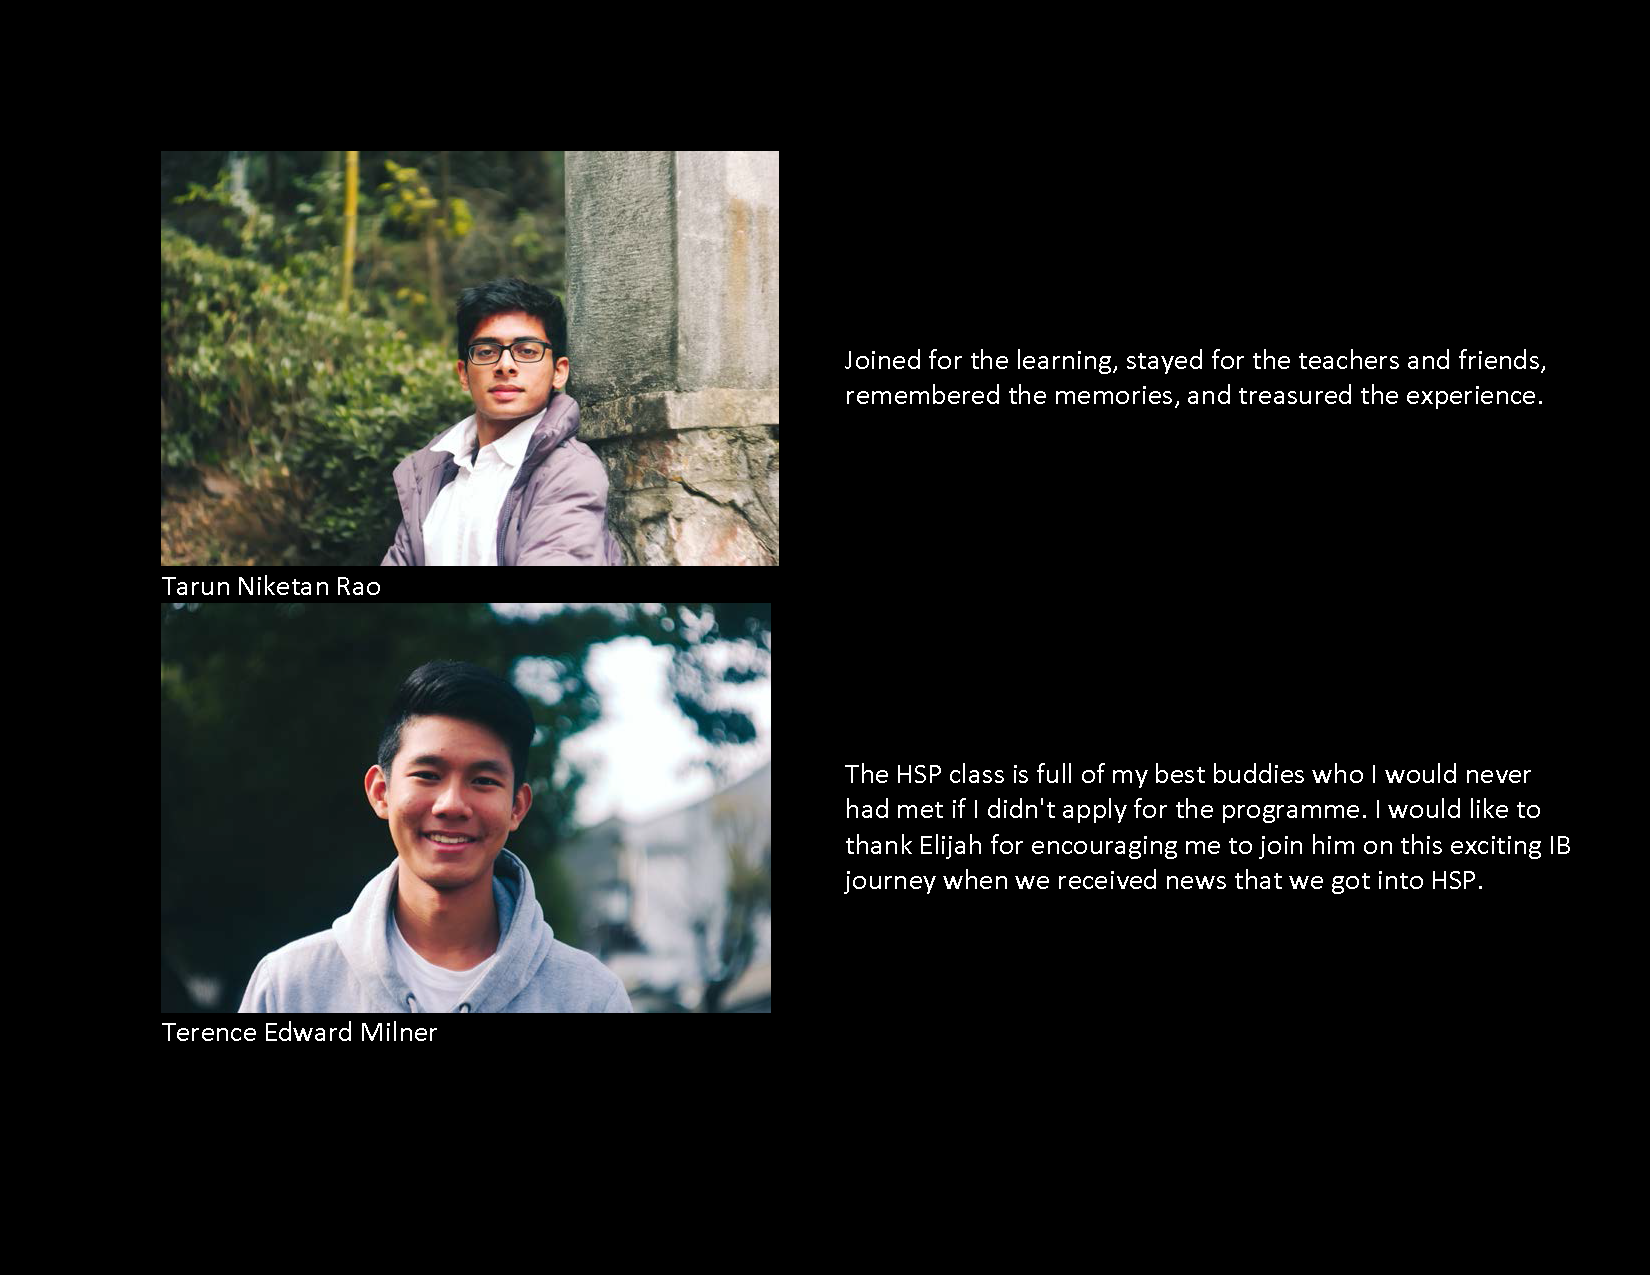 Joined for the learning, stayed for the teachers and friends,
remembered the memories, and treasured the experience.
Tarun Niketan Rao
The HSP class is full of my best buddies who I would never
had met if I didn't apply for the programme. I would like to
thank Elijah for encouraging me to join him on this exciting IB
journey when we received news that we got into HSP.
Terence Edward Milner